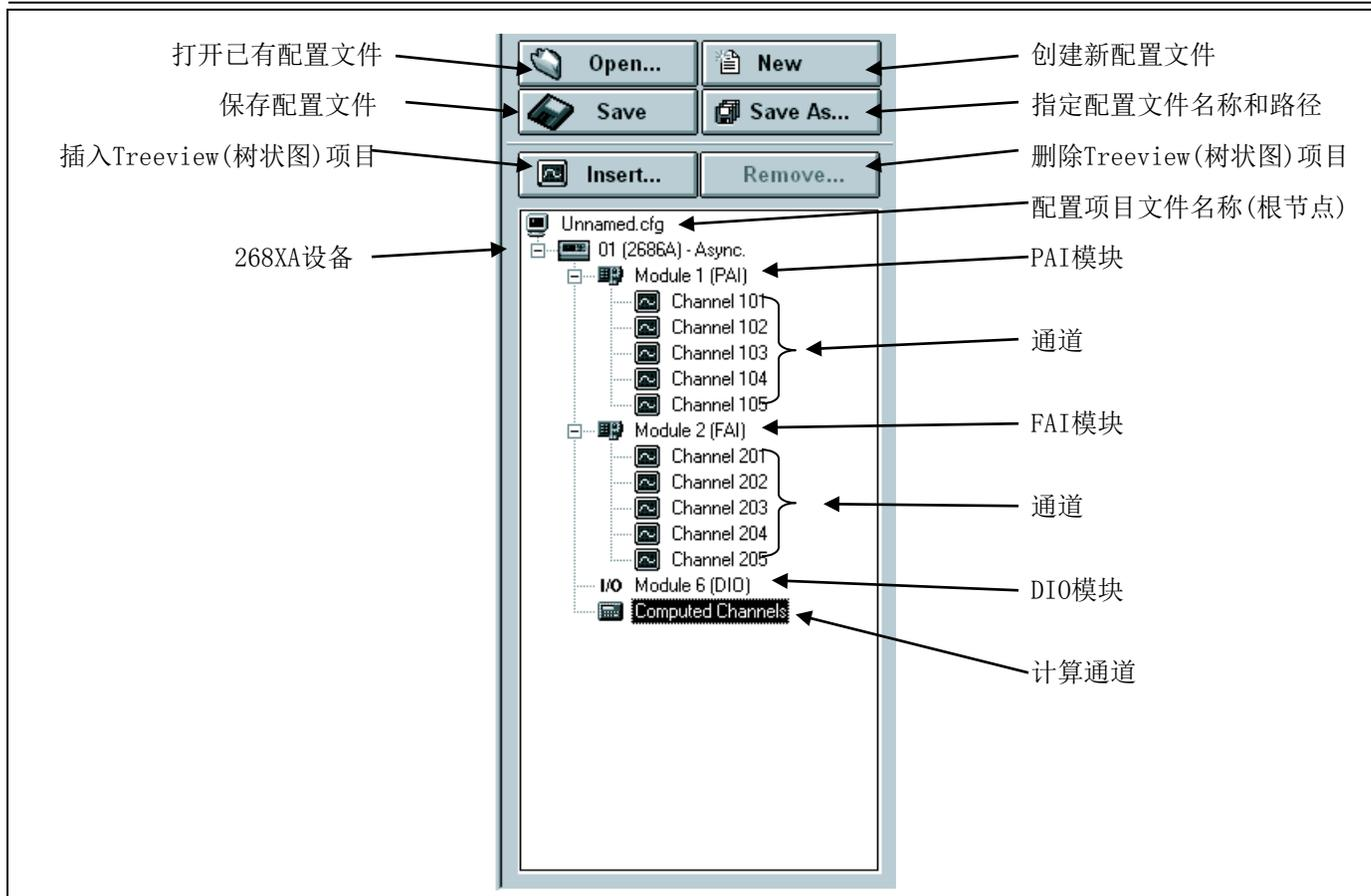 打开已有配置文件
保存配置文件
插入Treeview(树状图)项目
268XA设备
Open...
New
Save
Save As...
Insert...
Remove...
Unnamed.cfg
01 (2686A) - Async.
Module 1 (PAI)
Channel 101
Channel 102
Channel 103
Channel 104
Channel 105
Module 2 (FAI)
Channel 201
Channel 202
Channel 203
Channel 204
Channel 205
I/O Module 6 (DIO)
Computed Channels
创建新配置文件
指定配置文件名称和路径
删除Treeview(树状图)项目
配置项目文件名称(根节点)
PAI模块
通道
FAI模块
通道
DIO模块
计算通道